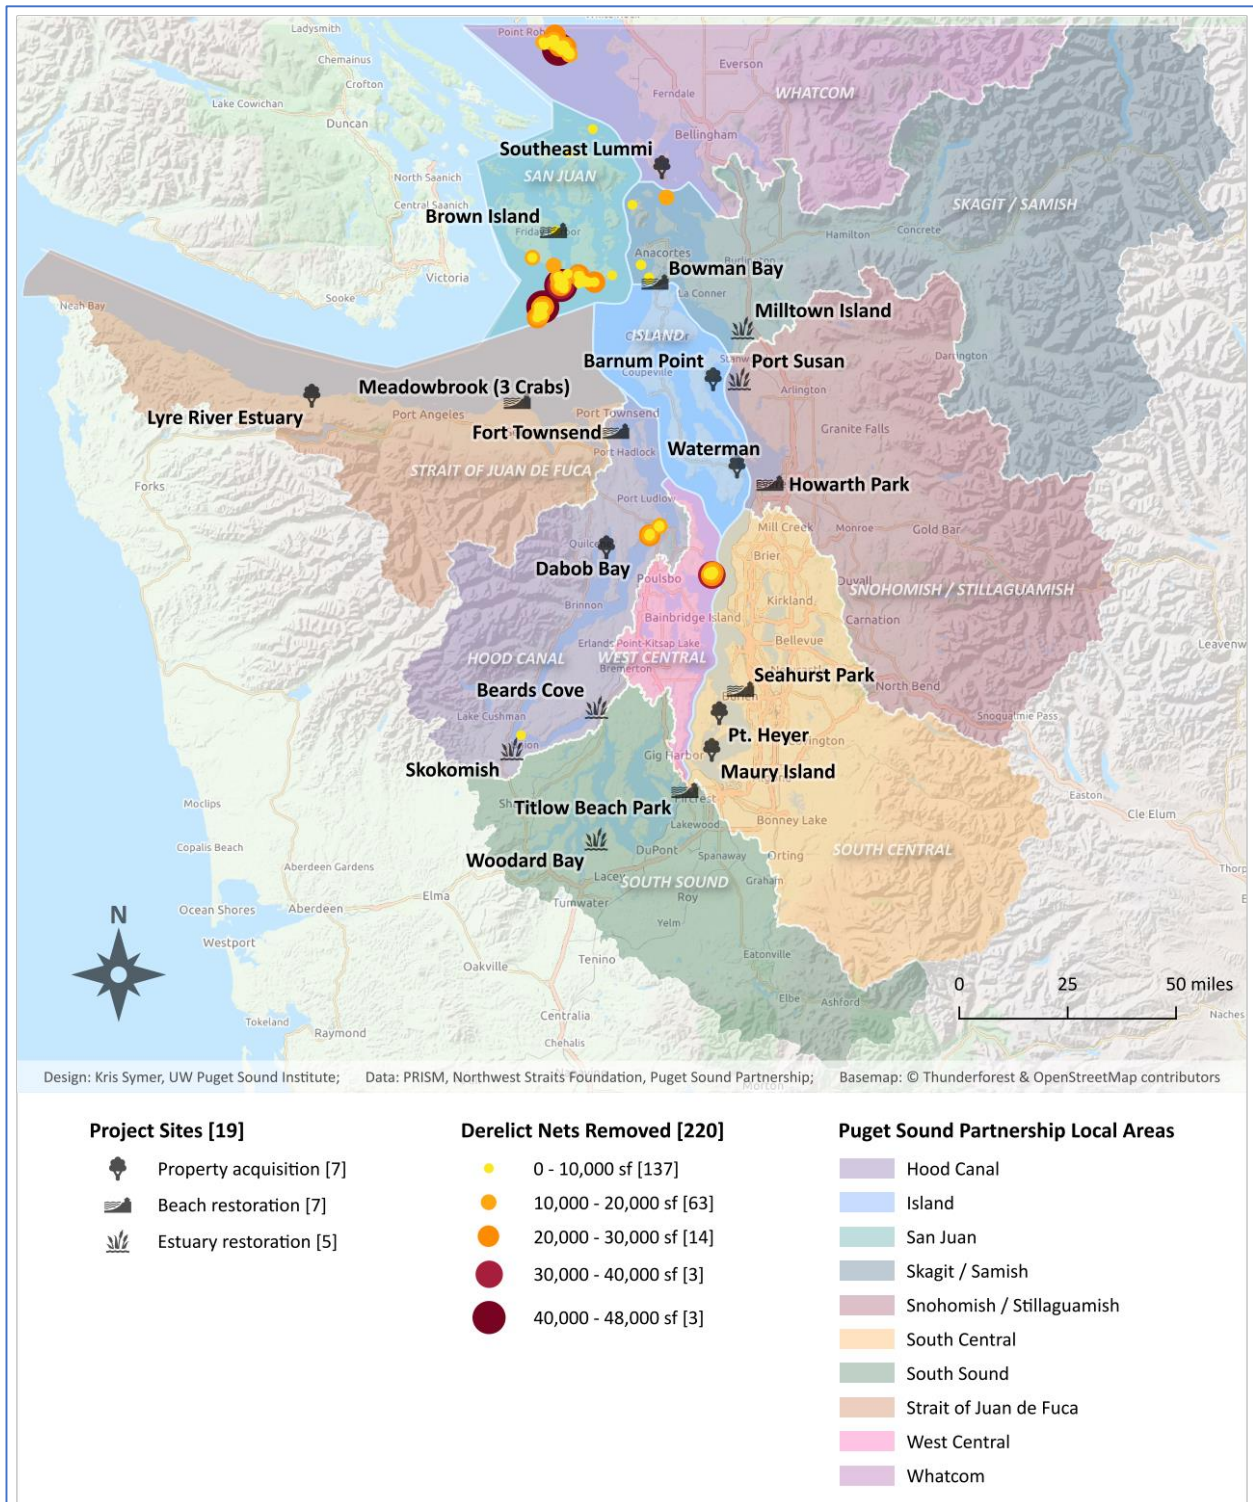 Ladysmith
Point Rob
Chemainus
Everson
Crofton
WHATCOM
Lake Cowichan
Ferndale
Duncan
Bellingham
Southeast Lummi
North Saanich
SAN JUAN
Central Saanich
SKAGIT / SAMISH
Brown Island
Concrete
Hamilton
Anacortes
Burlington
Victoria
Bowman Bay
Sooke
La Conner
Neah Bay
Milltown Island
ISLAND
Barnum Point
Port Susan
Darrington
Coupeville
Meadowbrook (3 Crabs)
Arlington
Lyre River Estuary
Port Angeles
Port Townsend
Fort Townsend
Granite Falls
Port Hadlock
Waterman
STRAIT OF JUAN DE FUCA
Forks
Howarth Park
Port Ludlow
Mill Creek
Monroe
Gold Bar
Quilcene
Brier
Dabob Bay
Poulsbo
Duvall
SNOHOMISH / STILLAGUAMISH
Kirkland
Brinnon
Bainbridge Island
Carnation
Bellevue
Erlands Point-Kitsap Lake
HOOD CANAL
WEST CENTRAL
Bremerton
Seahurst Park
North Bend
Beards Cove
Burien
Snoqualmie Pass
Lake Cushman
Pt. Heyer
Gig Harbor
Skokomish
Maury Island
Moclips
Titlow Beach Park
Easton
Cle Elum
Lakewood
Bonney Lake
Copalis Beach
Woodard Bay
DuPont
Spanaway
Orting
SOUTH CENTRAL
Aberdeen Gardens
Lacey
SOUTH SOUND
Graham
Elma
Tumwater
Roy
Ocean Shores
Aberdeen
N
Yelm
Westport
Eatonville
Oakville
Tenino
0 25 50 miles
Elbe
Ashford
Centralia
Naches
Tokeland
Raymond
Chehalis
Morton
Design: Kris Symer, UW Puget Sound Institute; Data: PRISM, Northwest Straits Foundation, Puget Sound Partnership; Basemap: © Thunderforest & OpenStreetMap contributors
Project Sites [19]
Property acquisition [7]
Beach restoration [7]
Estuary restoration [5]
Derelict Nets Removed [220]
0 - 10,000 sf [137]
10,000 - 20,000 sf [63]
20,000 - 30,000 sf [14]
30,000 - 40,000 sf [3]
40,000 - 48,000 sf [3]
Puget Sound Partnership Local Areas
Hood Canal
Island
San Juan
Skagit / Samish
Snohomish / Stillaguamish
South Central
South Sound
Strait of Juan de Fuca
West Central
Whatcom